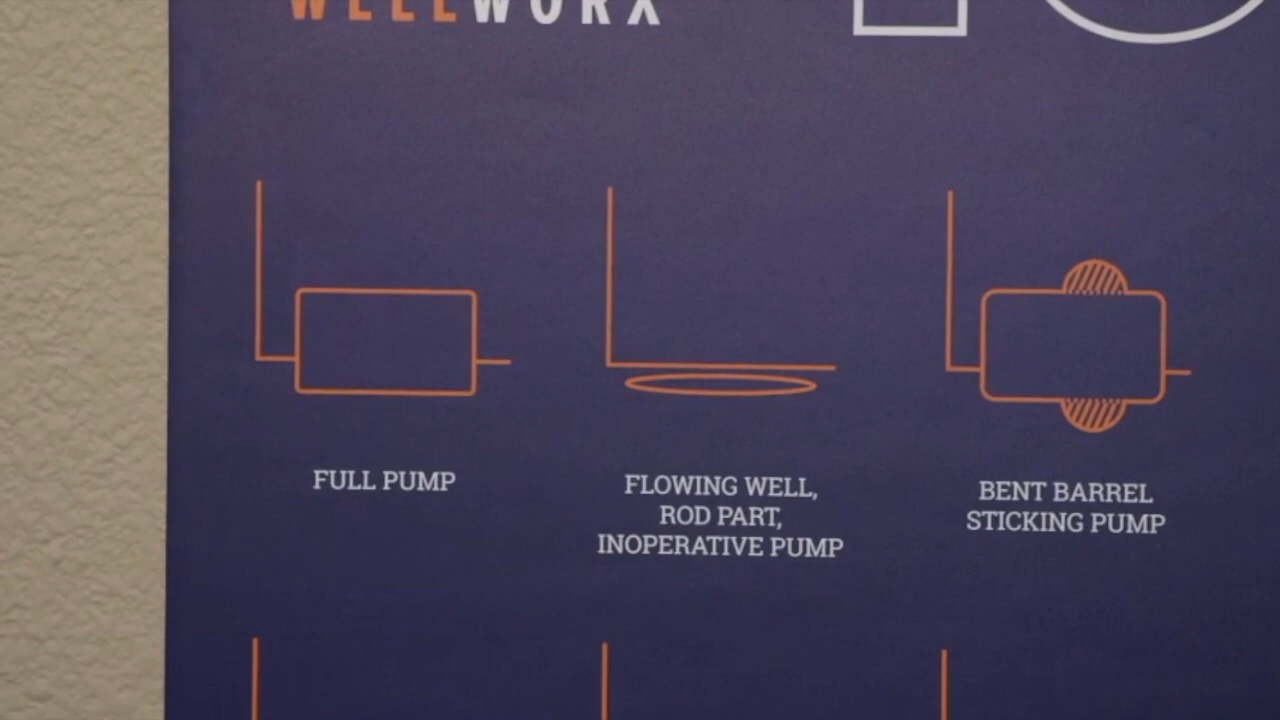 WELLWORX
FULL PUMP
FLOWING WELL,
ROD PART,
INOPERATIVE PUMP
BENT BARREL
STICKING PUMP